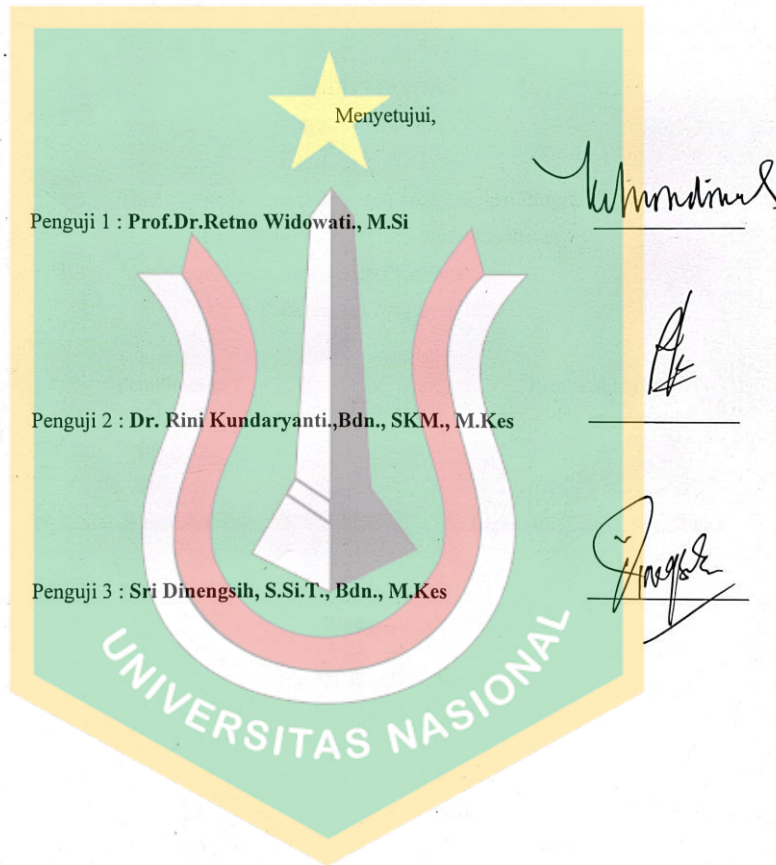 Menyetujui,
Penguji 1 : Prof.Dr.Retno Widowati., M.Si
Penguji 2 : Dr. Rini Kundaryanti.,Bdn., SKM., M.Kes
Penguji 3 : Sri Dinengsih, S.Si.T., Bdn., M.Kes
UNIVERSITAS NASIONAL